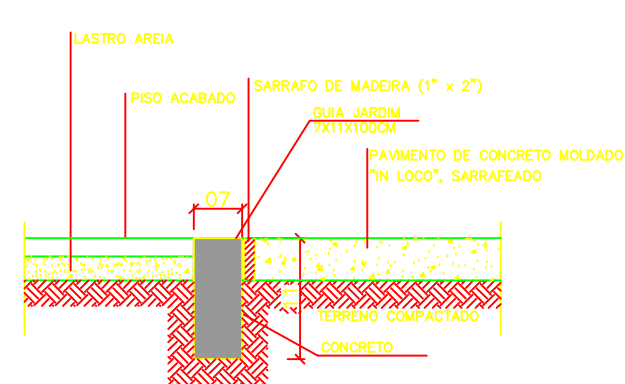 LASTRO AREIA
PISO ACABADO
SARRAFO DE MADEIRA (1" x 2")
GUIA JARDIM
7X11X100CM
PAVIMENTO DE CONCRETO MOLDADO
"IN LOCO", SARRAFEADO
07
11
TERRENO COMPACTADO
CONCRETO